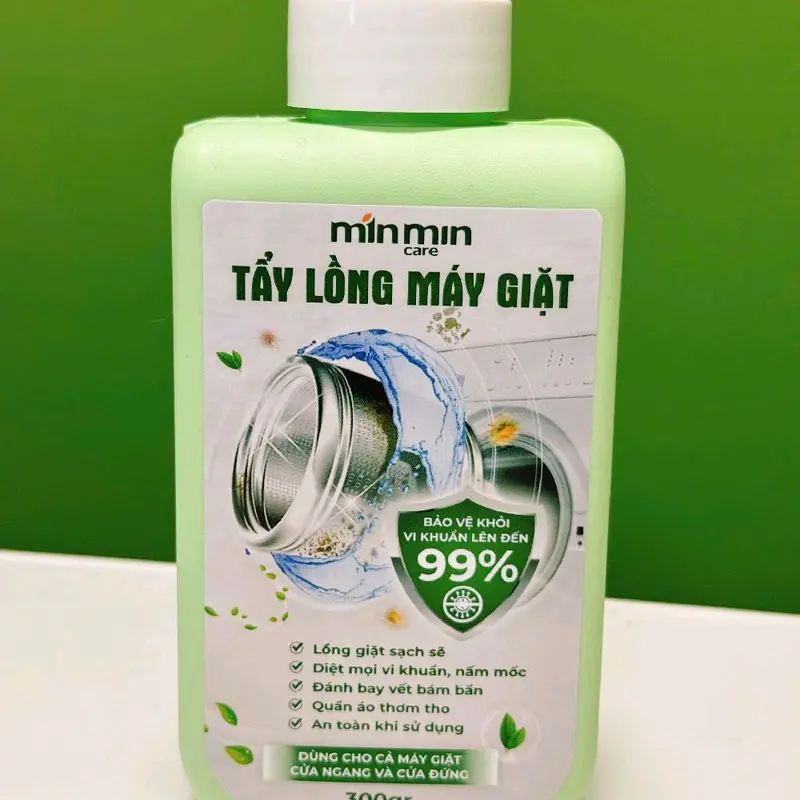 minmin
care
TẨY LỒNG MÁY GIẶT
BẢO VỆ KHỎI
VI KHUẨN LÊN ĐẾN
99%
Lồng giặt sạch sẽ
Diệt mọi vi khuẩn, nấm mốc
Đánh bay vết bám bẩn
Quần áo thơm tho
An toàn khi sử dụng
DÙNG CHO CẢ MÁY GIẶT
CỬA NGANG VÀ CỬA ĐỨNG
300gr